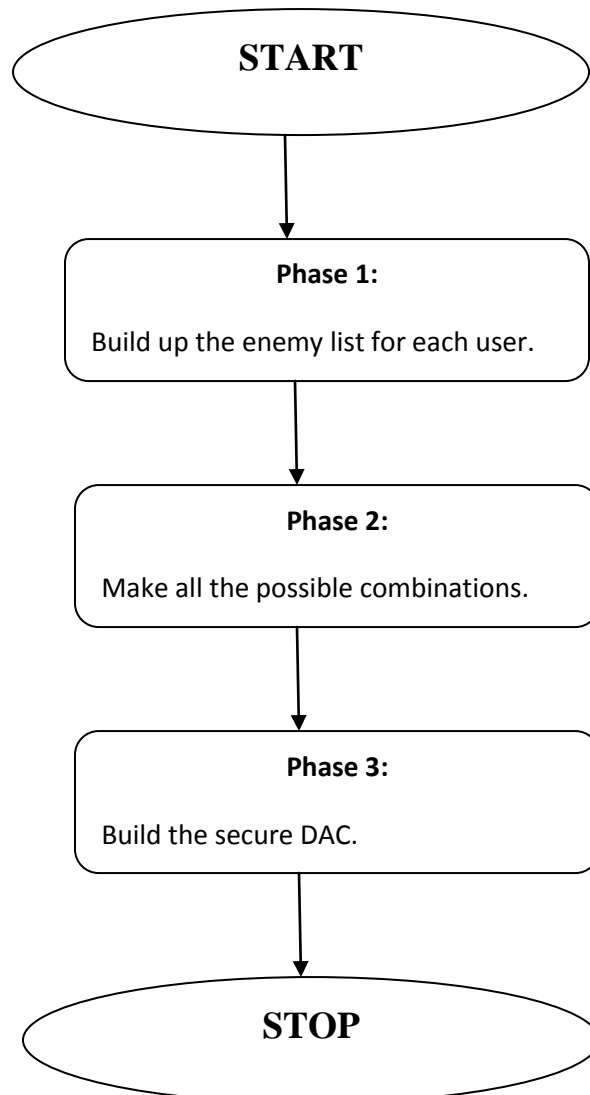 START
Phase 1:
Build up the enemy list for each user.
Phase 2:
Make all the possible combinations.
Phase 3:
Build the secure DAC.
STOP